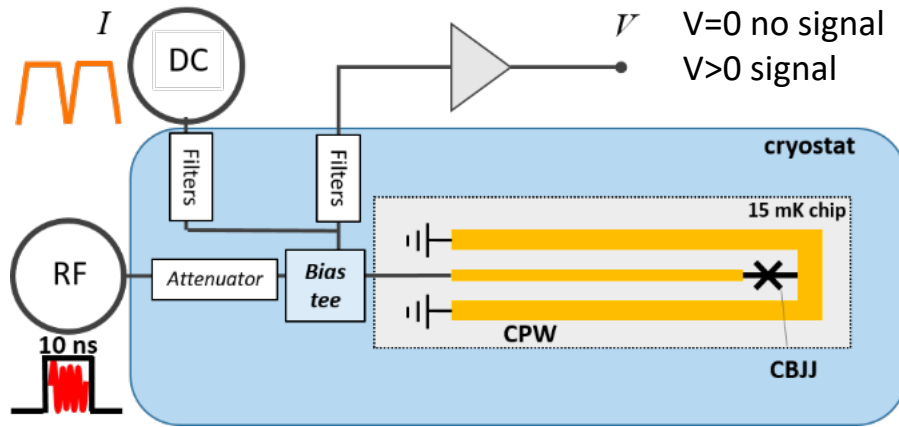 I
DC
V
V=0 no signal
V>0 signal
Filters
Filters
cryostat
15 mK chip
RF
Attenuator
Bias
tee
10 ns
CPW
CBJJ